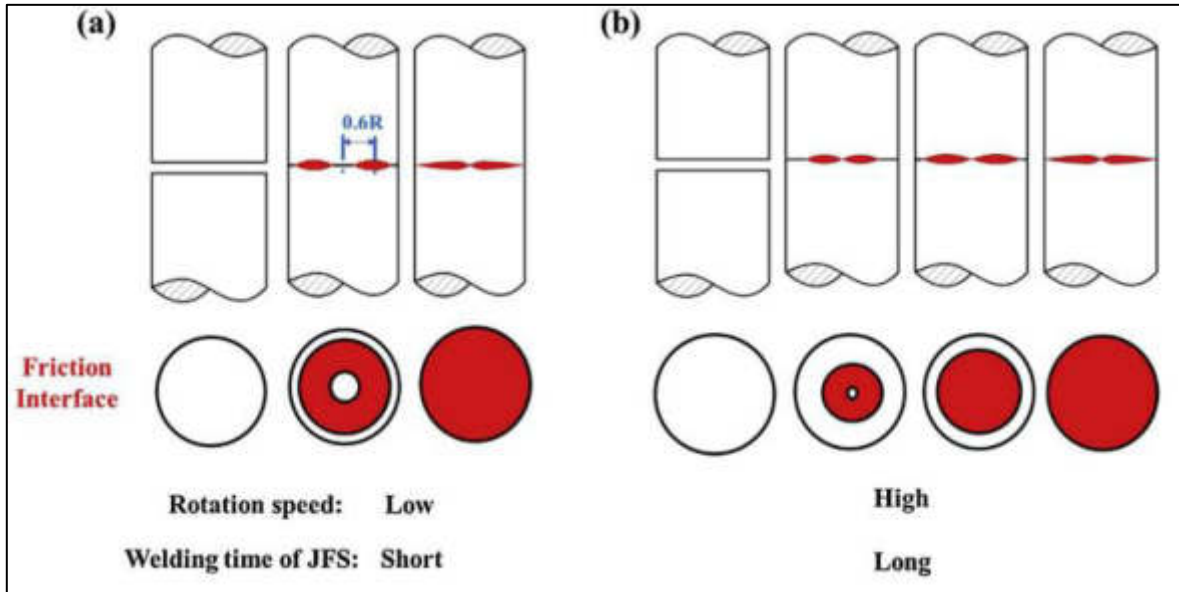 (a)
(b)
0.6R
Friction
Interface
Rotation speed: Low
High
Welding time of JFS: Short
Long